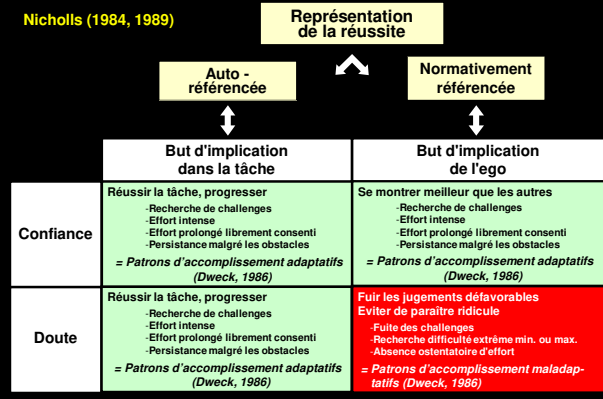 Nicholls (1984, 1989)
Représentation
de la réussite
Auto -
référencée
Normativement
référencée
But d'implication
dans la tâche
But d'implication
de l'ego
Confiance
Réussir la tâche, progresser
-Recherche de challenges
-Effort intense
-Effort prolongé librement consenti
-Persistance malgré les obstacles
= Patrons d'accomplissement adaptatifs
(Dweck, 1986)
Se montrer meilleur que les autres
-Recherche de challenges
-Effort intense
-Effort prolongé librement consenti
-Persistance malgré les obstacles
= Patrons d'accomplissement adaptatifs
(Dweck, 1986)
Doute
Réussir la tâche, progresser
-Recherche de challenges
-Effort intense
-Effort prolongé librement consenti
-Persistance malgré les obstacles
= Patrons d'accomplissement adaptatifs
(Dweck, 1986)
Fuir les jugements défavorables
Eviter de paraître ridicule
-Fuite des challenges
-Recherche difficulté extrême min. ou max.
-Absence ostentatoire d'effort
= Patrons d'accomplissement maladap-
tatifs (Dweck, 1986)